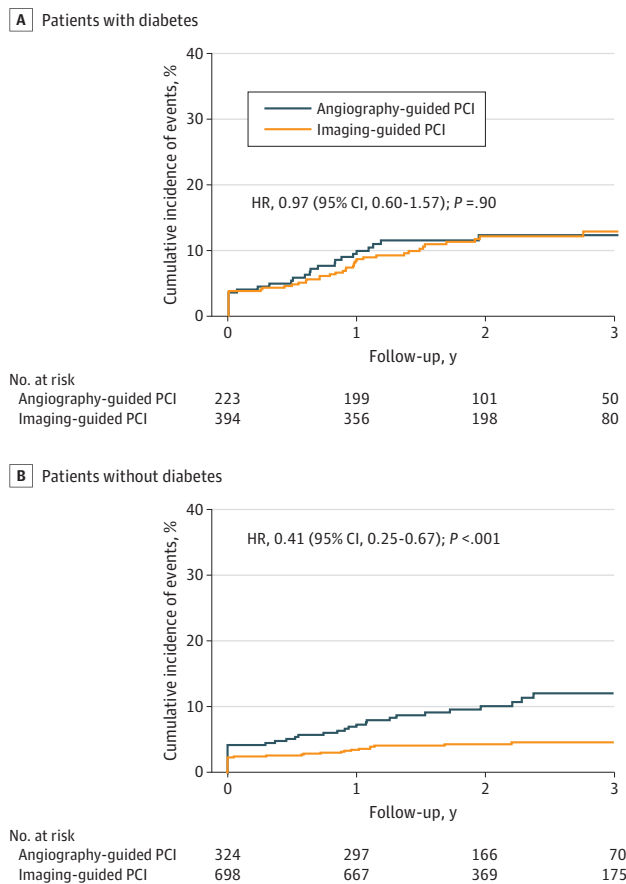 A Patients with diabetes
Cumulative incidence of events, %
40
30
20
10
0
Angiography-guided PCI
Imaging-guided PCI
HR, 0.97 (95% CI, 0.60-1.57); P =.90
0 1 2 3
Follow-up, y
No. at risk
Angiography-guided PCI 223 199 101 50
Imaging-guided PCI 394 356 198 80
B Patients without diabetes
Cumulative incidence of events, %
40
30
20
10
0
HR, 0.41 (95% CI, 0.25-0.67); P <.001
0 1 2 3
Follow-up, y
No. at risk
Angiography-guided PCI 324 297 166 70
Imaging-guided PCI 698 667 369 175